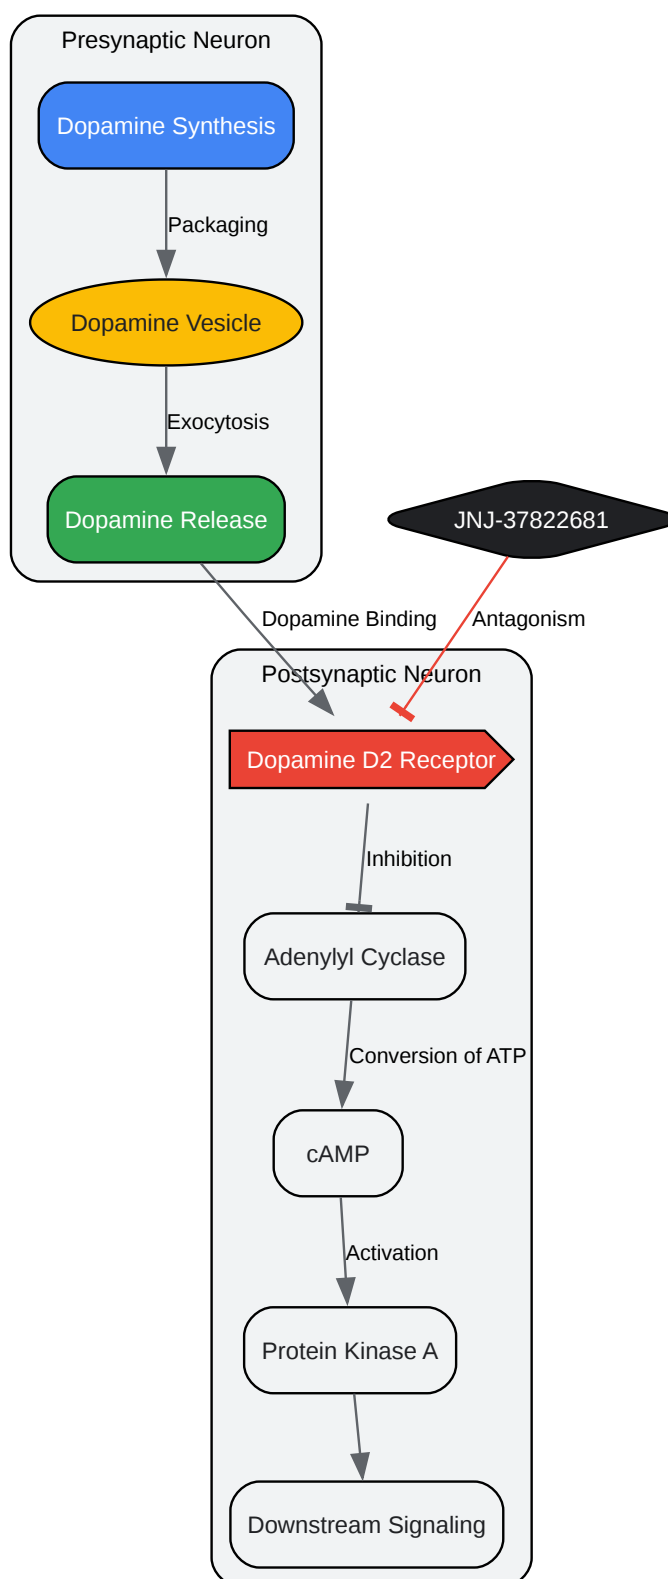 Presynaptic Neuron
Dopamine Synthesis
Packaging
Dopamine Vesicle
Exocytosis
Dopamine Release
JNJ-37822681
Dopamine Binding
Antagonism
Postsynaptic Neuron
Dopamine D2 Receptor
Inhibition
Adenylyl Cyclase
Conversion of ATP
cAMP
Activation
Protein Kinase A
Downstream Signaling